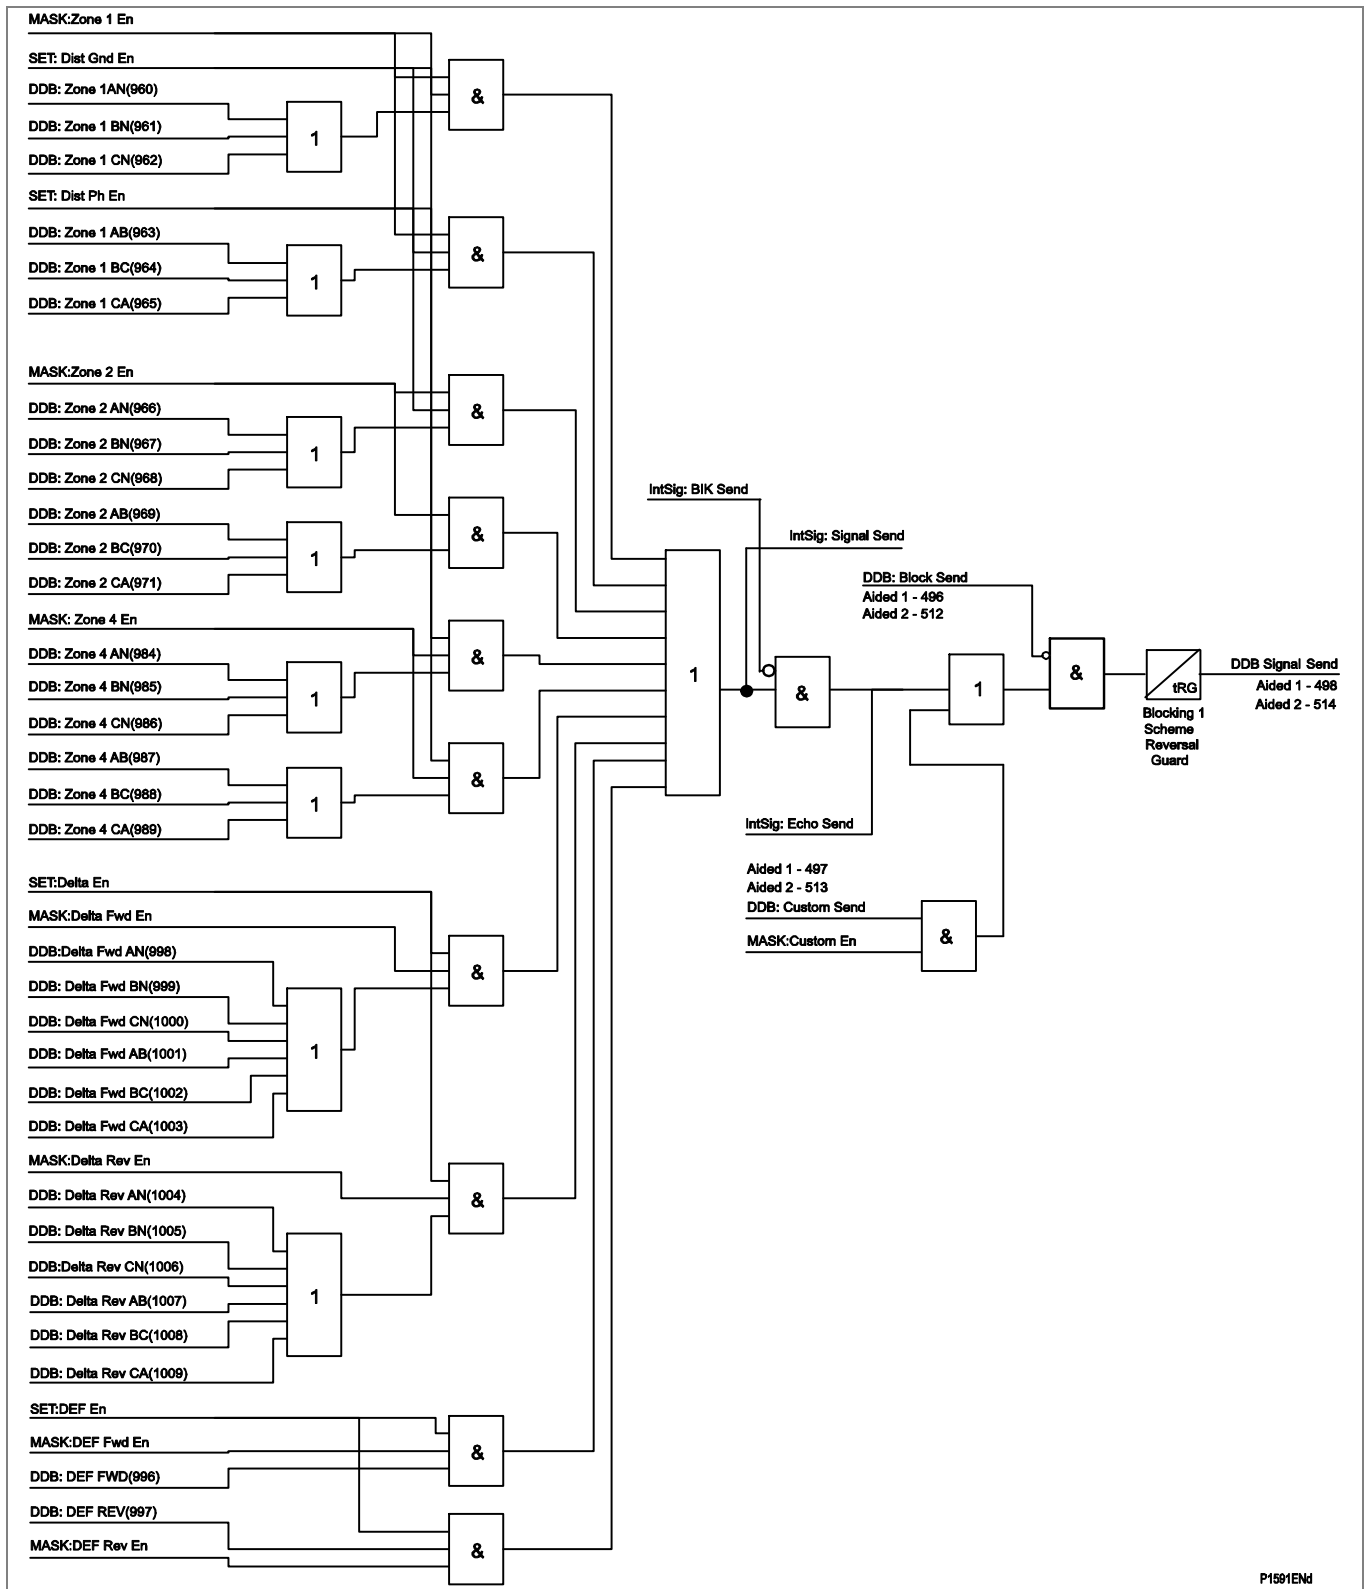 MASK:Zone 1 En
SET: Dist Gnd En
DDB: Zone 1AN(960)
DDB: Zone 1 BN(961)
DDB: Zone 1 CN(962)
1
&
SET: Dist Ph En
DDB: Zone 1 AB(963)
DDB: Zone 1 BC(964)
DDB: Zone 1 CA(965)
1
&
MASK:Zone 2 En
DDB: Zone 2 AN(966)
DDB: Zone 2 BN(967)
DDB: Zone 2 CN(968)
1
&
DDB: Zone 2 AB(969)
DDB: Zone 2 BC(970)
DDB: Zone 2 CA(971)
1
&
MASK: Zone 4 En
DDB: Zone 4 AN(984)
DDB: Zone 4 BN(985)
DDB: Zone 4 CN(986)
1
&
DDB: Zone 4 AB(987)
DDB: Zone 4 BC(988)
DDB: Zone 4 CA(989)
1
&
SET:Delta En
MASK:Delta Fwd En
DDB:Delta Fwd AN(998)
DDB: Delta Fwd BN(999)
DDB: Delta Fwd CN(1000)
DDB: Delta Fwd AB(1001)
DDB: Delta Fwd BC(1002)
DDB: Delta Fwd CA(1003)
1
&
MASK:Delta Rev En
DDB: Delta Rev AN(1004)
DDB: Delta Rev BN(1005)
DDB:Delta Rev CN(1006)
DDB: Delta Rev AB(1007)
DDB: Delta Rev BC(1008)
DDB: Delta Rev CA(1009)
1
&
SET:DEF En
MASK:DEF Fwd En
DDB: DEF FWD(996)
&
DDB: DEF REV(997)
MASK:DEF Rev En
&
1
IntSig: BlK Send
IntSig: Signal Send
&
DDB: Block Send
Aided 1 - 496
Aided 2 - 512
1
&
tRG
Blocking 1
Scheme
Reversal
Guard
DDB Signal Send
Aided 1 - 498
Aided 2 - 514
IntSig: Echo Send
Aided 1 - 497
Aided 2 - 513
DDB: Custom Send
MASK:Custom En
&
P1591ENd